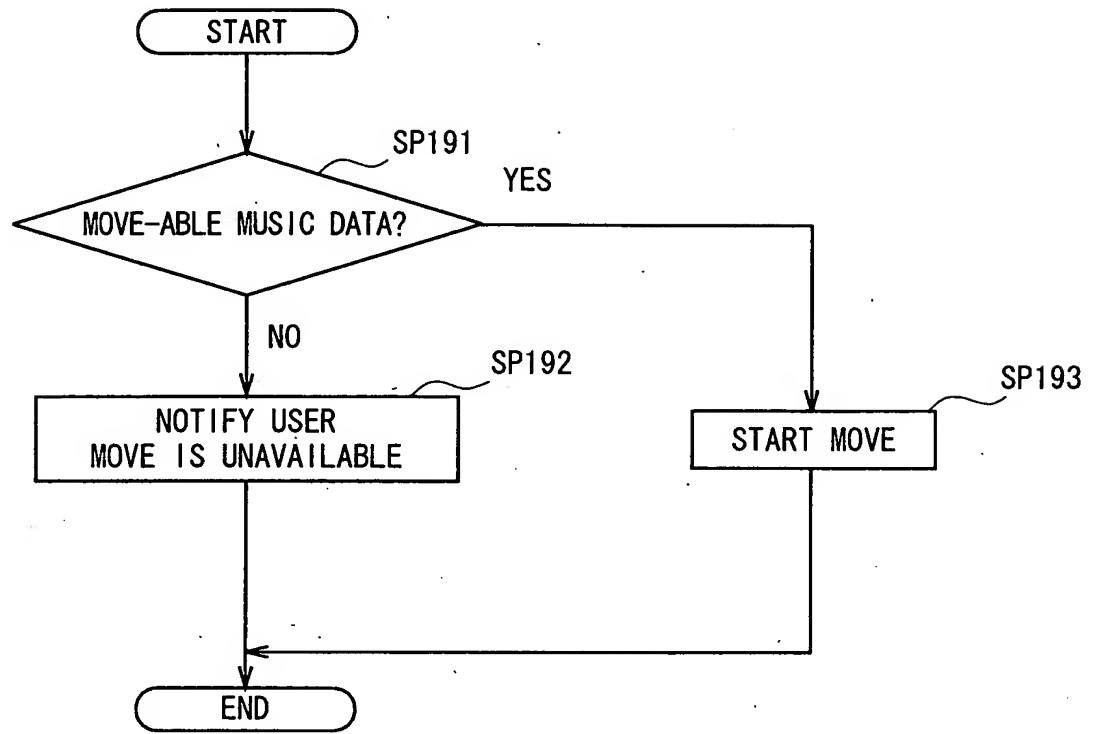 START
SP191
YES
MOVE-ABLE MUSIC DATA?
NO
SP192
SP193
NOTIFY USER
MOVE IS UNAVAILABLE
START MOVE
END